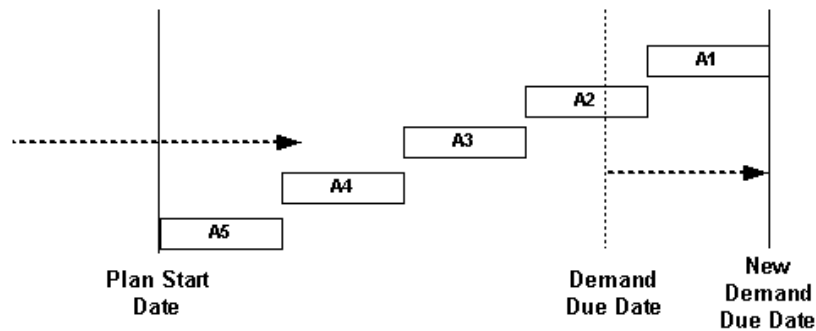 A1
A2
A3
A4
A5
Plan Start
Date
Demand
Due Date
New
Demand
Due Date